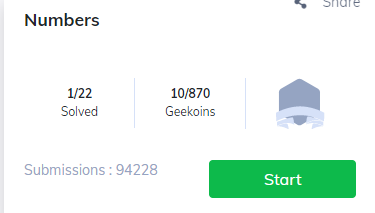 Share
Numbers
1/22
Solved
10/870
Geekoins
Submissions : 94228
Start